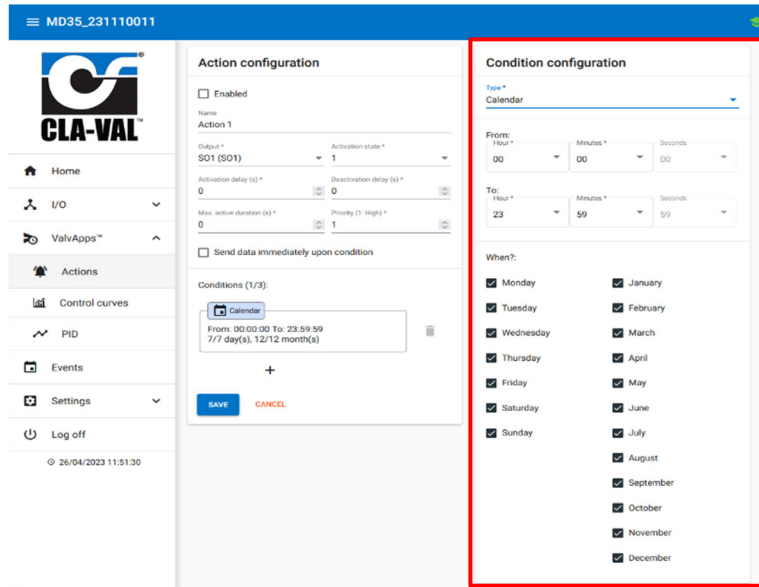 MD35_231110011
CLA-VAL™
Home
I/O
ValvApps™
Actions
Control curves
PID
Events
Settings
Log off
26/04/2023 11:51:30
Action configuration
Enabled
Name
Action 1
Output * Activation state *
SO1 (SO1) 1
Activation delay (s) * Deactivation delay (s) *
0 0
Max. active duration (s) * Priority (1: High) *
0 1
Send data immediately upon condition
Conditions (1/3):
Calendar
From: 00:00:00 To: 23:59:59
7/7 day(s), 12/12 month(s)
+
SAVE CANCEL
Condition configuration
Type *
Calendar
From:
Hour * Minutes * Seconds
00 00 00
To:
Hour * Minutes * Seconds
23 59 59
When?:
Monday January
Tuesday February
Wednesday March
Thursday April
Friday May
Saturday June
Sunday July
August
September
October
November
December